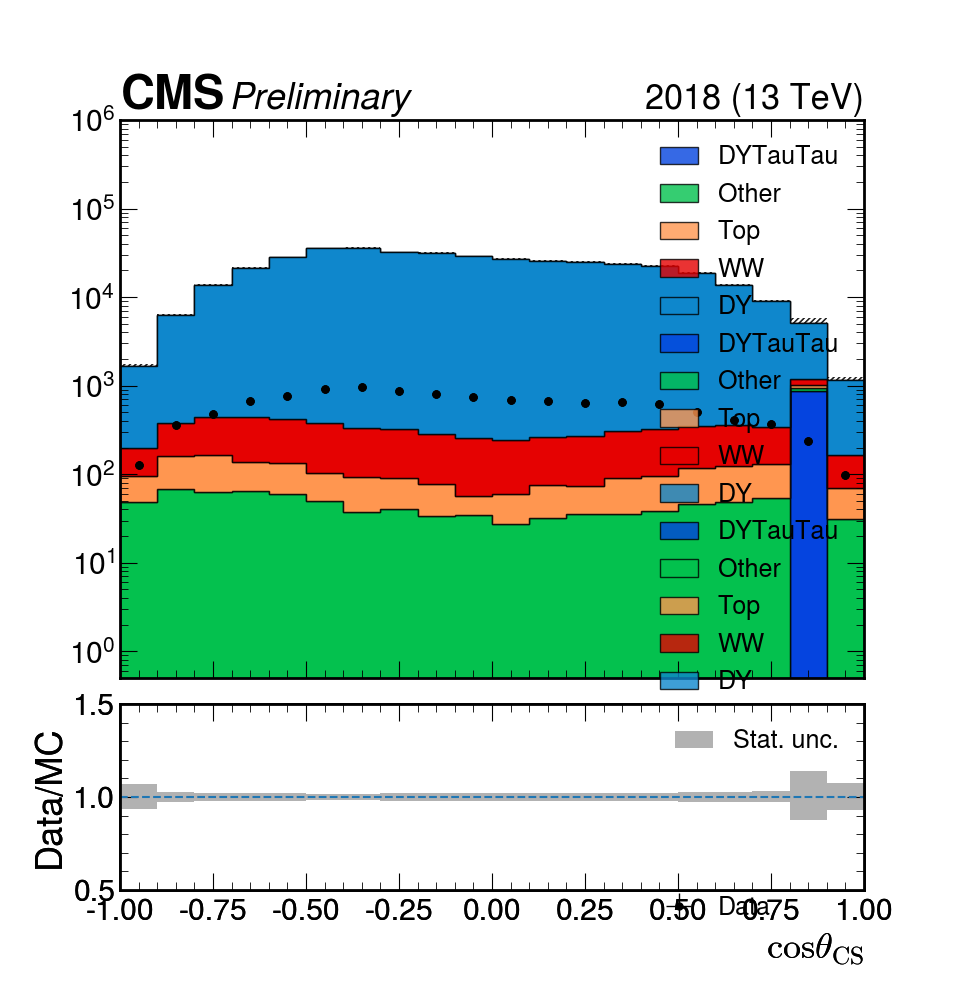 CMS Preliminary 2018 (13 TeV)
10^6
10^5
10^4
10^3
10^2
10^1
10^0
DYTauTau
Other
Top
WW
DY
DYTauTau
Other
Top
WW
DY
DYTauTau
Other
Top
WW
DY
1.5
1.0
0.5
Data/MC
Stat. unc.
Data
-1.00 -0.75 -0.50 -0.25 0.00 0.25 0.50 0.75 1.00
cosθ_CS